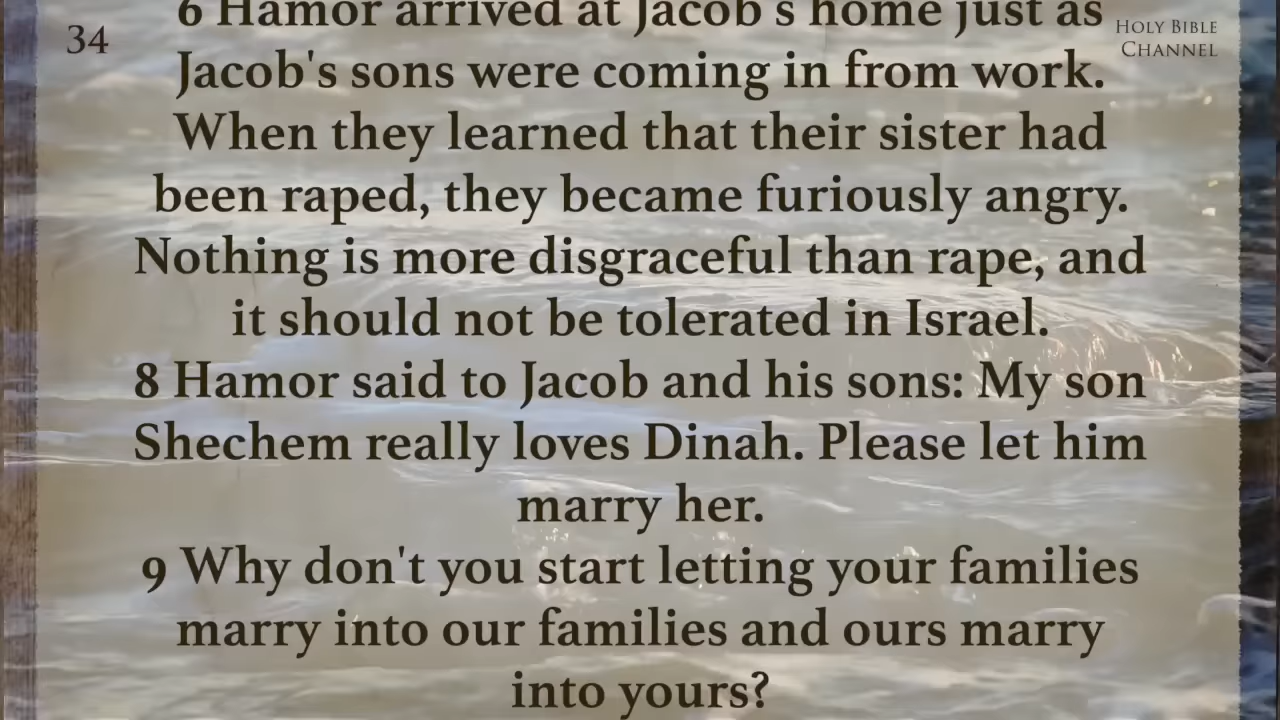 6 Hamor arrived at Jacob's home just as
34
HOLY BIBLE
CHANNEL
Jacob's sons were coming in from work.
When they learned that their sister had
been raped, they became furiously angry.
Nothing is more disgraceful than rape, and
it should not be tolerated in Israel.
8 Hamor said to Jacob and his sons: My son
Shechem really loves Dinah. Please let him
marry her.
9 Why don't you start letting your families
marry into our families and ours marry
into yours?